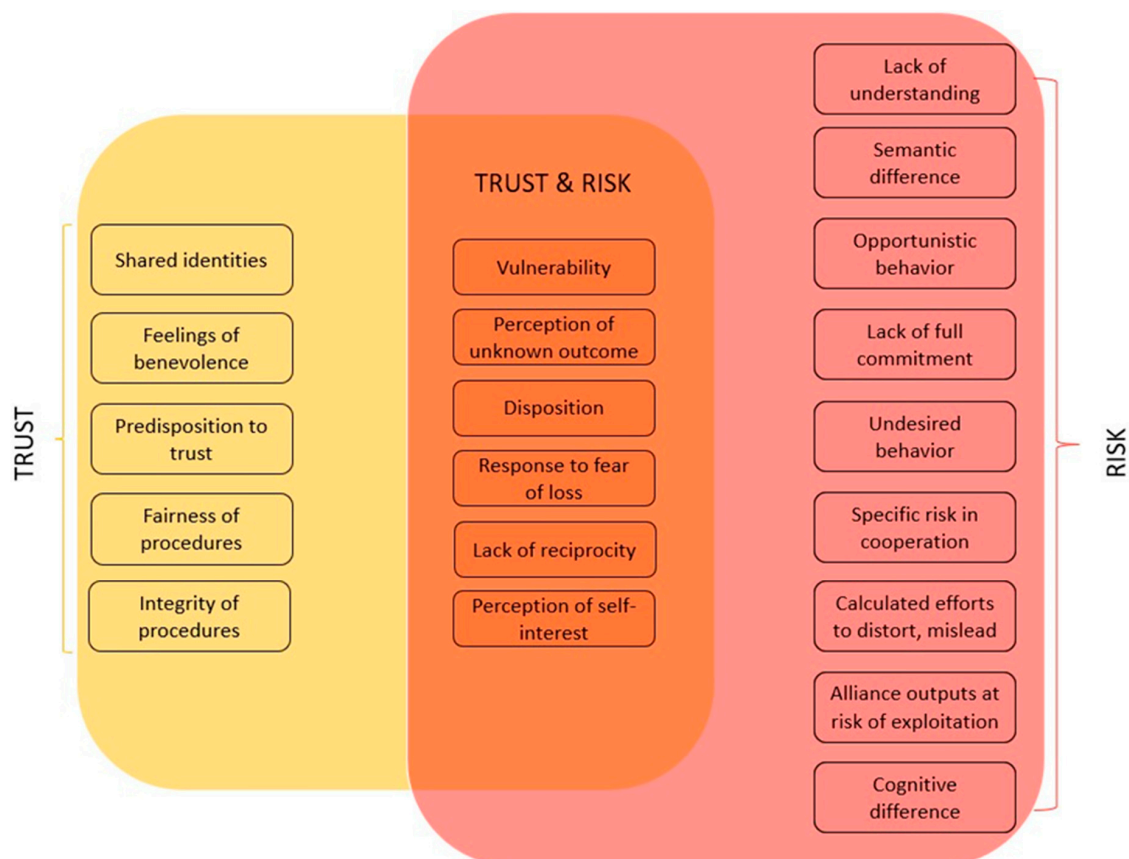 TRUST
Shared identities
Feelings of
benevolence
Predisposition to
trust
Fairness of
procedures
Integrity of
procedures
TRUST & RISK
Vulnerability
Perception of
unknown outcome
Disposition
Response to fear
of loss
Lack of reciprocity
Perception of self-
interest
Lack of
understanding
Semantic
difference
Opportunistic
behavior
Lack of full
commitment
Undesired
behavior
Specific risk in
cooperation
Calculated efforts
to distort, mislead
Alliance outputs at
risk of exploitation
Cognitive
difference
RISK